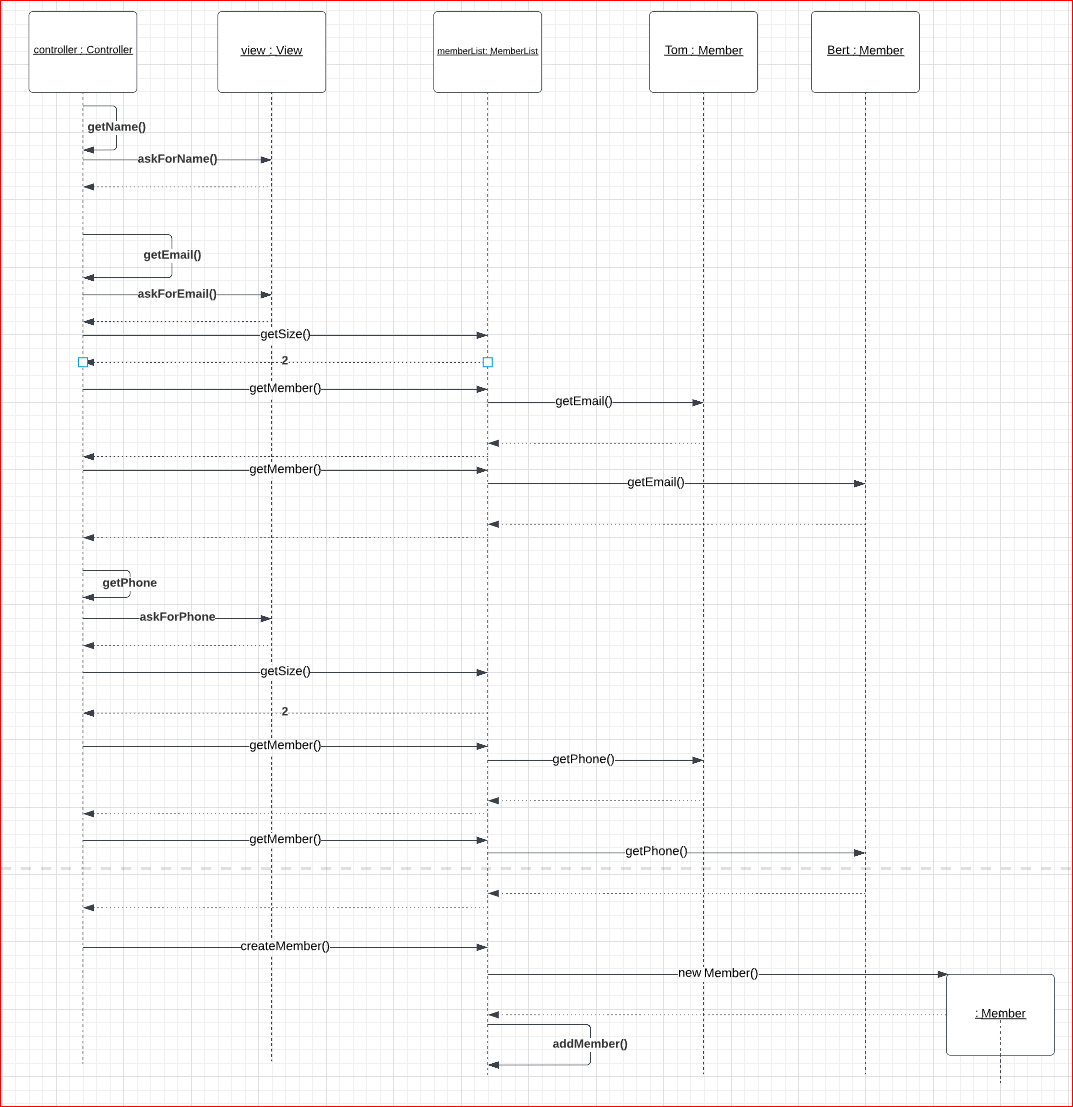 controller : Controller
view : View
memberList: MemberList
Tom : Member
Bert : Member
getName()
askForName()
getEmail()
askForEmail()
getSize()
2
getMember()
getEmail()
getMember()
getEmail()
getPhone
askForPhone
getSize()
2
getMember()
getPhone()
getMember()
getPhone()
createMember()
new Member()
: Member
addMember()